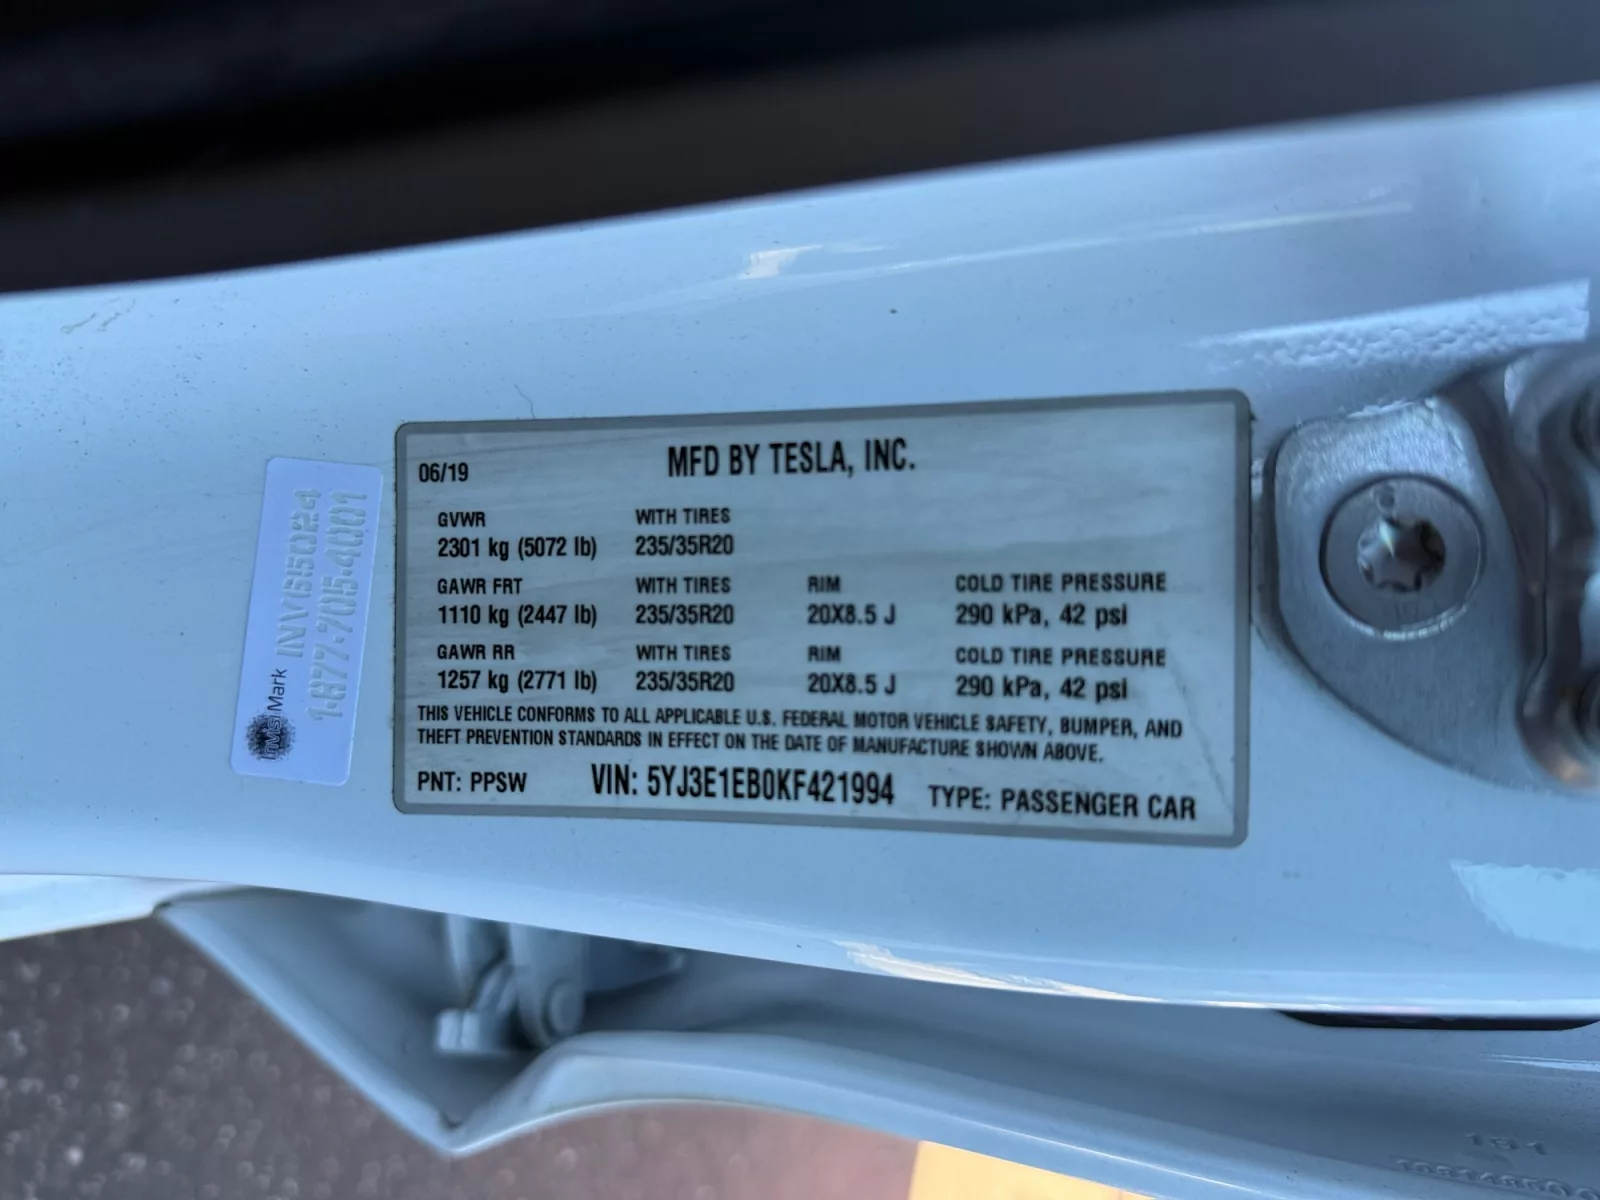 InvisiMark INV615024
1-877-705-4001
06/19 MFD BY TESLA, INC.
GVWR WITH TIRES
2301 kg (5072 lb) 235/35R20
GAWR FRT WITH TIRES RIM COLD TIRE PRESSURE
1110 kg (2447 lb) 235/35R20 20X8.5 J 290 kPa, 42 psi
GAWR RR WITH TIRES RIM COLD TIRE PRESSURE
1257 kg (2771 lb) 235/35R20 20X8.5 J 290 kPa, 42 psi
THIS VEHICLE CONFORMS TO ALL APPLICABLE U.S. FEDERAL MOTOR VEHICLE SAFETY, BUMPER, AND
THEFT PREVENTION STANDARDS IN EFFECT ON THE DATE OF MANUFACTURE SHOWN ABOVE.
PNT: PPSW VIN: 5YJ3E1EB0KF421994 TYPE: PASSENGER CAR